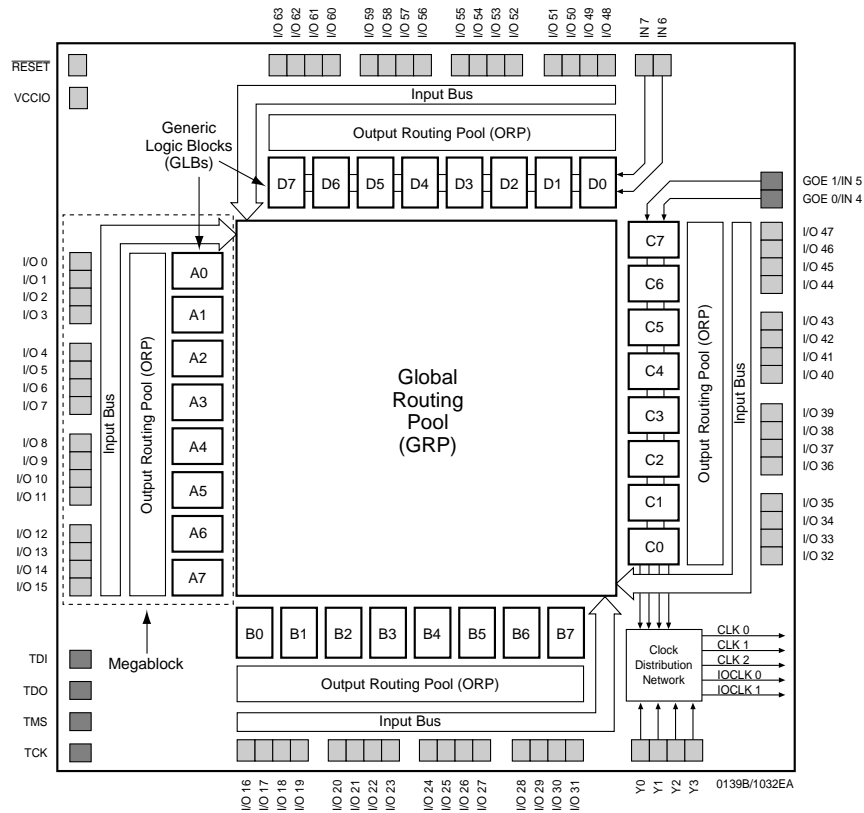 I/O 63
I/O 62
I/O 61
I/O 60
I/O 59
I/O 58
I/O 57
I/O 56
I/O 55
I/O 54
I/O 53
I/O 52
I/O 51
I/O 50
I/O 49
I/O 48
IN 7
IN 6
RESET
VCCIO
Input Bus
Output Routing Pool (ORP)
Generic
Logic Blocks
(GLBs)
D7
D6
D5
D4
D3
D2
D1
D0
GOE 1/IN 5
GOE 0/IN 4
I/O 0
I/O 1
I/O 2
I/O 3
I/O 4
I/O 5
I/O 6
I/O 7
I/O 8
I/O 9
I/O 10
I/O 11
I/O 12
I/O 13
I/O 14
I/O 15
Input Bus
Output Routing Pool (ORP)
A0
A1
A2
A3
A4
A5
A6
A7
Global
Routing
Pool
(GRP)
C7
C6
C5
C4
C3
C2
C1
C0
Output Routing Pool (ORP)
Input Bus
I/O 47
I/O 46
I/O 45
I/O 44
I/O 43
I/O 42
I/O 41
I/O 40
I/O 39
I/O 38
I/O 37
I/O 36
I/O 35
I/O 34
I/O 33
I/O 32
Megablock
B0
B1
B2
B3
B4
B5
B6
B7
Output Routing Pool (ORP)
Input Bus
Clock
Distribution
Network
CLK 0
CLK 1
CLK 2
IOCLK 0
IOCLK 1
TDI
TDO
TMS
TCK
I/O 16
I/O 17
I/O 18
I/O 19
I/O 20
I/O 21
I/O 22
I/O 23
I/O 24
I/O 25
I/O 26
I/O 27
I/O 28
I/O 29
I/O 30
I/O 31
Y0
Y1
Y2
Y3
0139B/1032EA